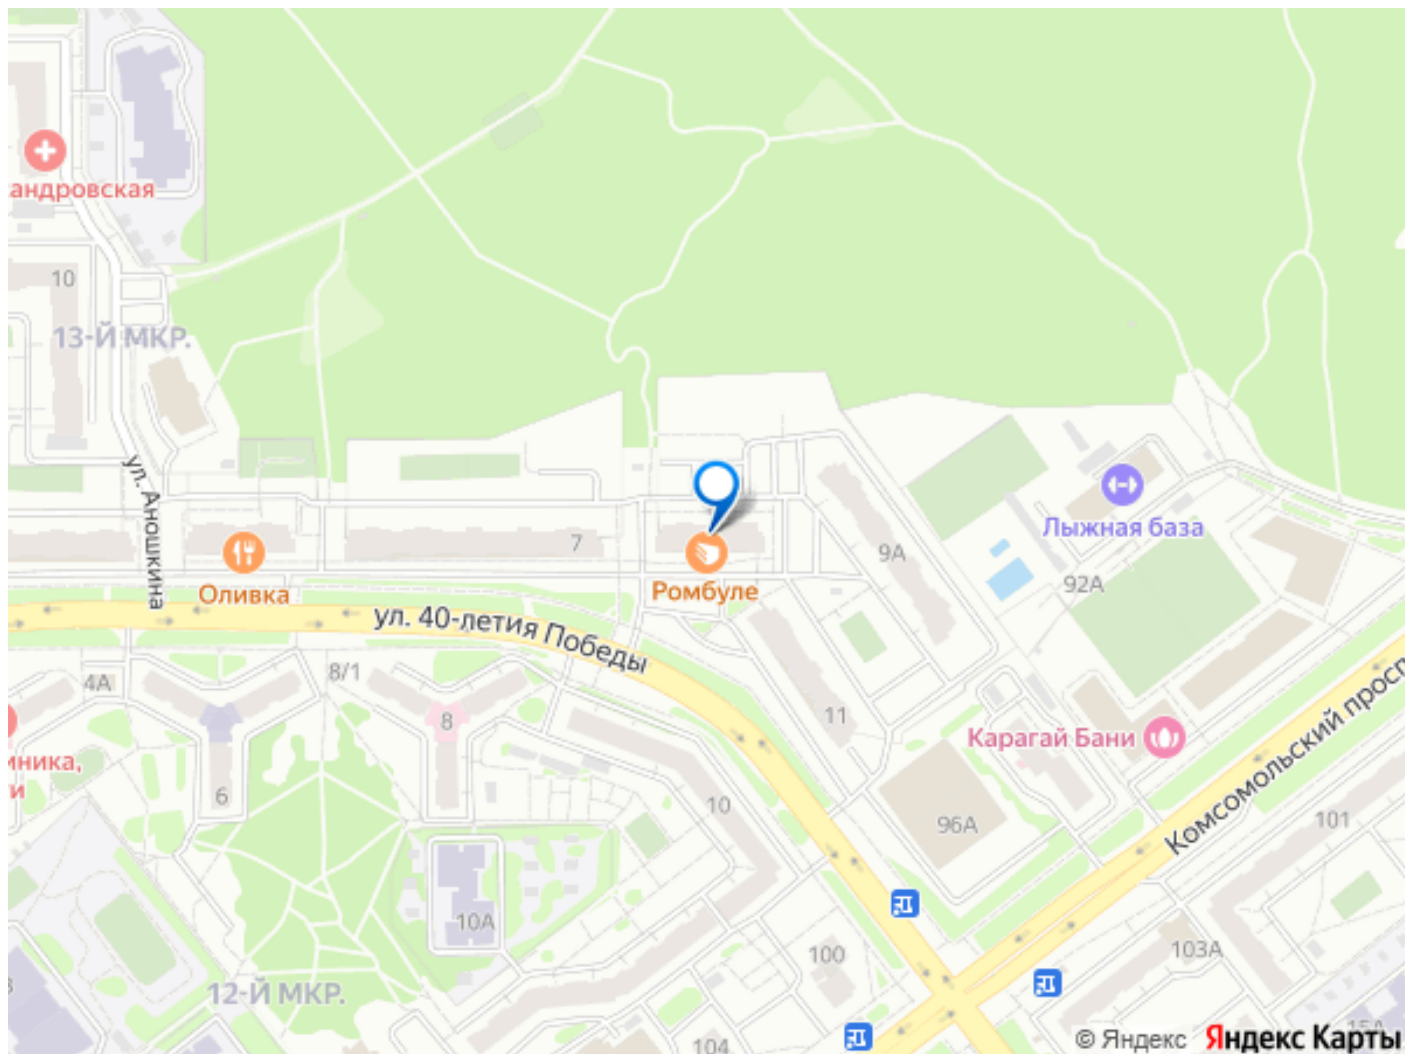 андровская
10
13-Й МКР.
ул. Аношкина
Лыжная база
7
9А
92А
Оливка
Ромбуле
ул. 40-летия Победы
4А
8/1
8
11
Карагай Бани
Комсомольский просп
иника,
и
6
10
96А
101
10А
100
103А
12-Й МКР.
104
15А
© Яндекс Яндекс Карты